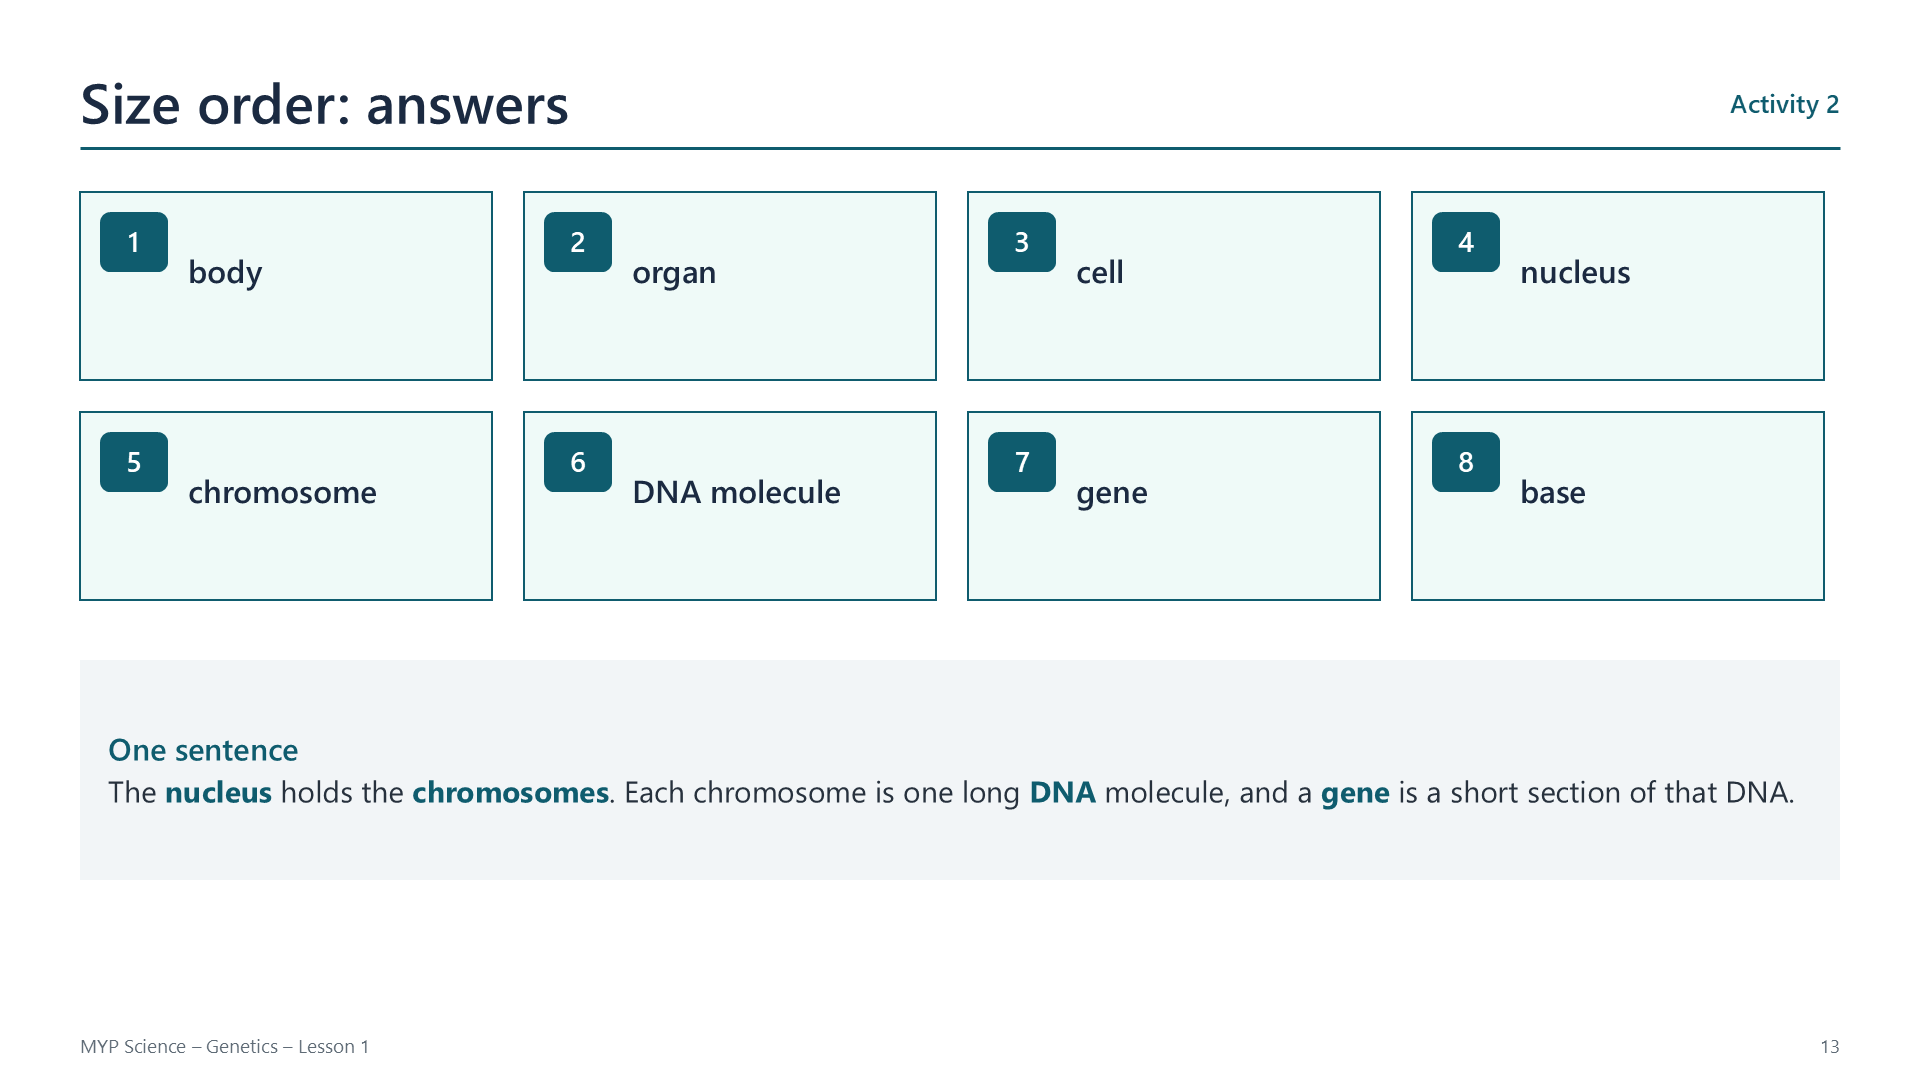 Size order: answers
Activity 2
1
body
2
organ
3
cell
4
nucleus
5
chromosome
6
DNA molecule
7
gene
8
base
One sentence
The nucleus holds the chromosomes. Each chromosome is one long DNA molecule, and a gene is a short section of that DNA.
MYP Science – Genetics – Lesson 1
13